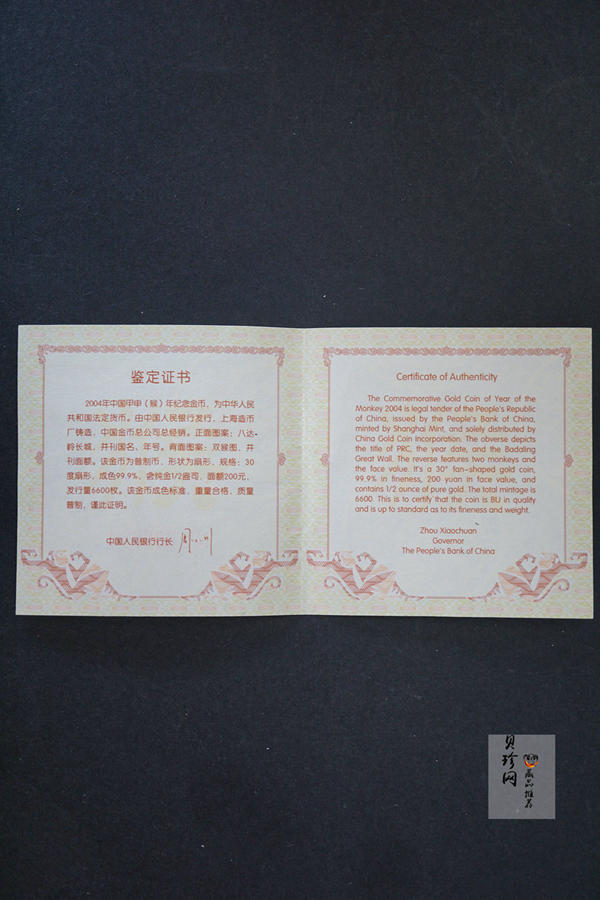 鉴定证书
2004年中国甲申（猴）年纪念金币，为中华人民
共和国法定货币。由中国人民银行发行，上海造币
厂铸造，中国金币总公司总经销。正面图案：八达
岭长城，并刊国名、年号。背面图案：双猴图，并
刊面额。该金币为普制币，形状为扇形，规格：30
度扇形，成色99.9%，含纯金1/2盎司，面额200元，
发行量6600枚。该金币成色标准，重量合格，质量
普制，谨此证明。
中国人民银行行长 周小川
Certificate of Authenticity
The Commemorative Gold Coin of Year of the
Monkey 2004 is legal tender of the People's Republic
of China, issued by the People's Bank of China,
minted by Shanghai Mint, and solely distributed by
China Gold Coin Incorporation. The obverse depicts
the title of PRC, the year date, and the Badaling
Great Wall. The reverse features two monkeys and
the face value. It's a 30° fan-shaped gold coin,
99.9% in fineness, 200 yuan in face value, and
contains 1/2 ounce of pure gold. The total mintage is
6600. This is to certify that the coin is BU in quality
and is up to standard as to its fineness and weight.
Zhou Xiaochuan
Governor
The People's Bank of China
贝珍网
藏品推荐